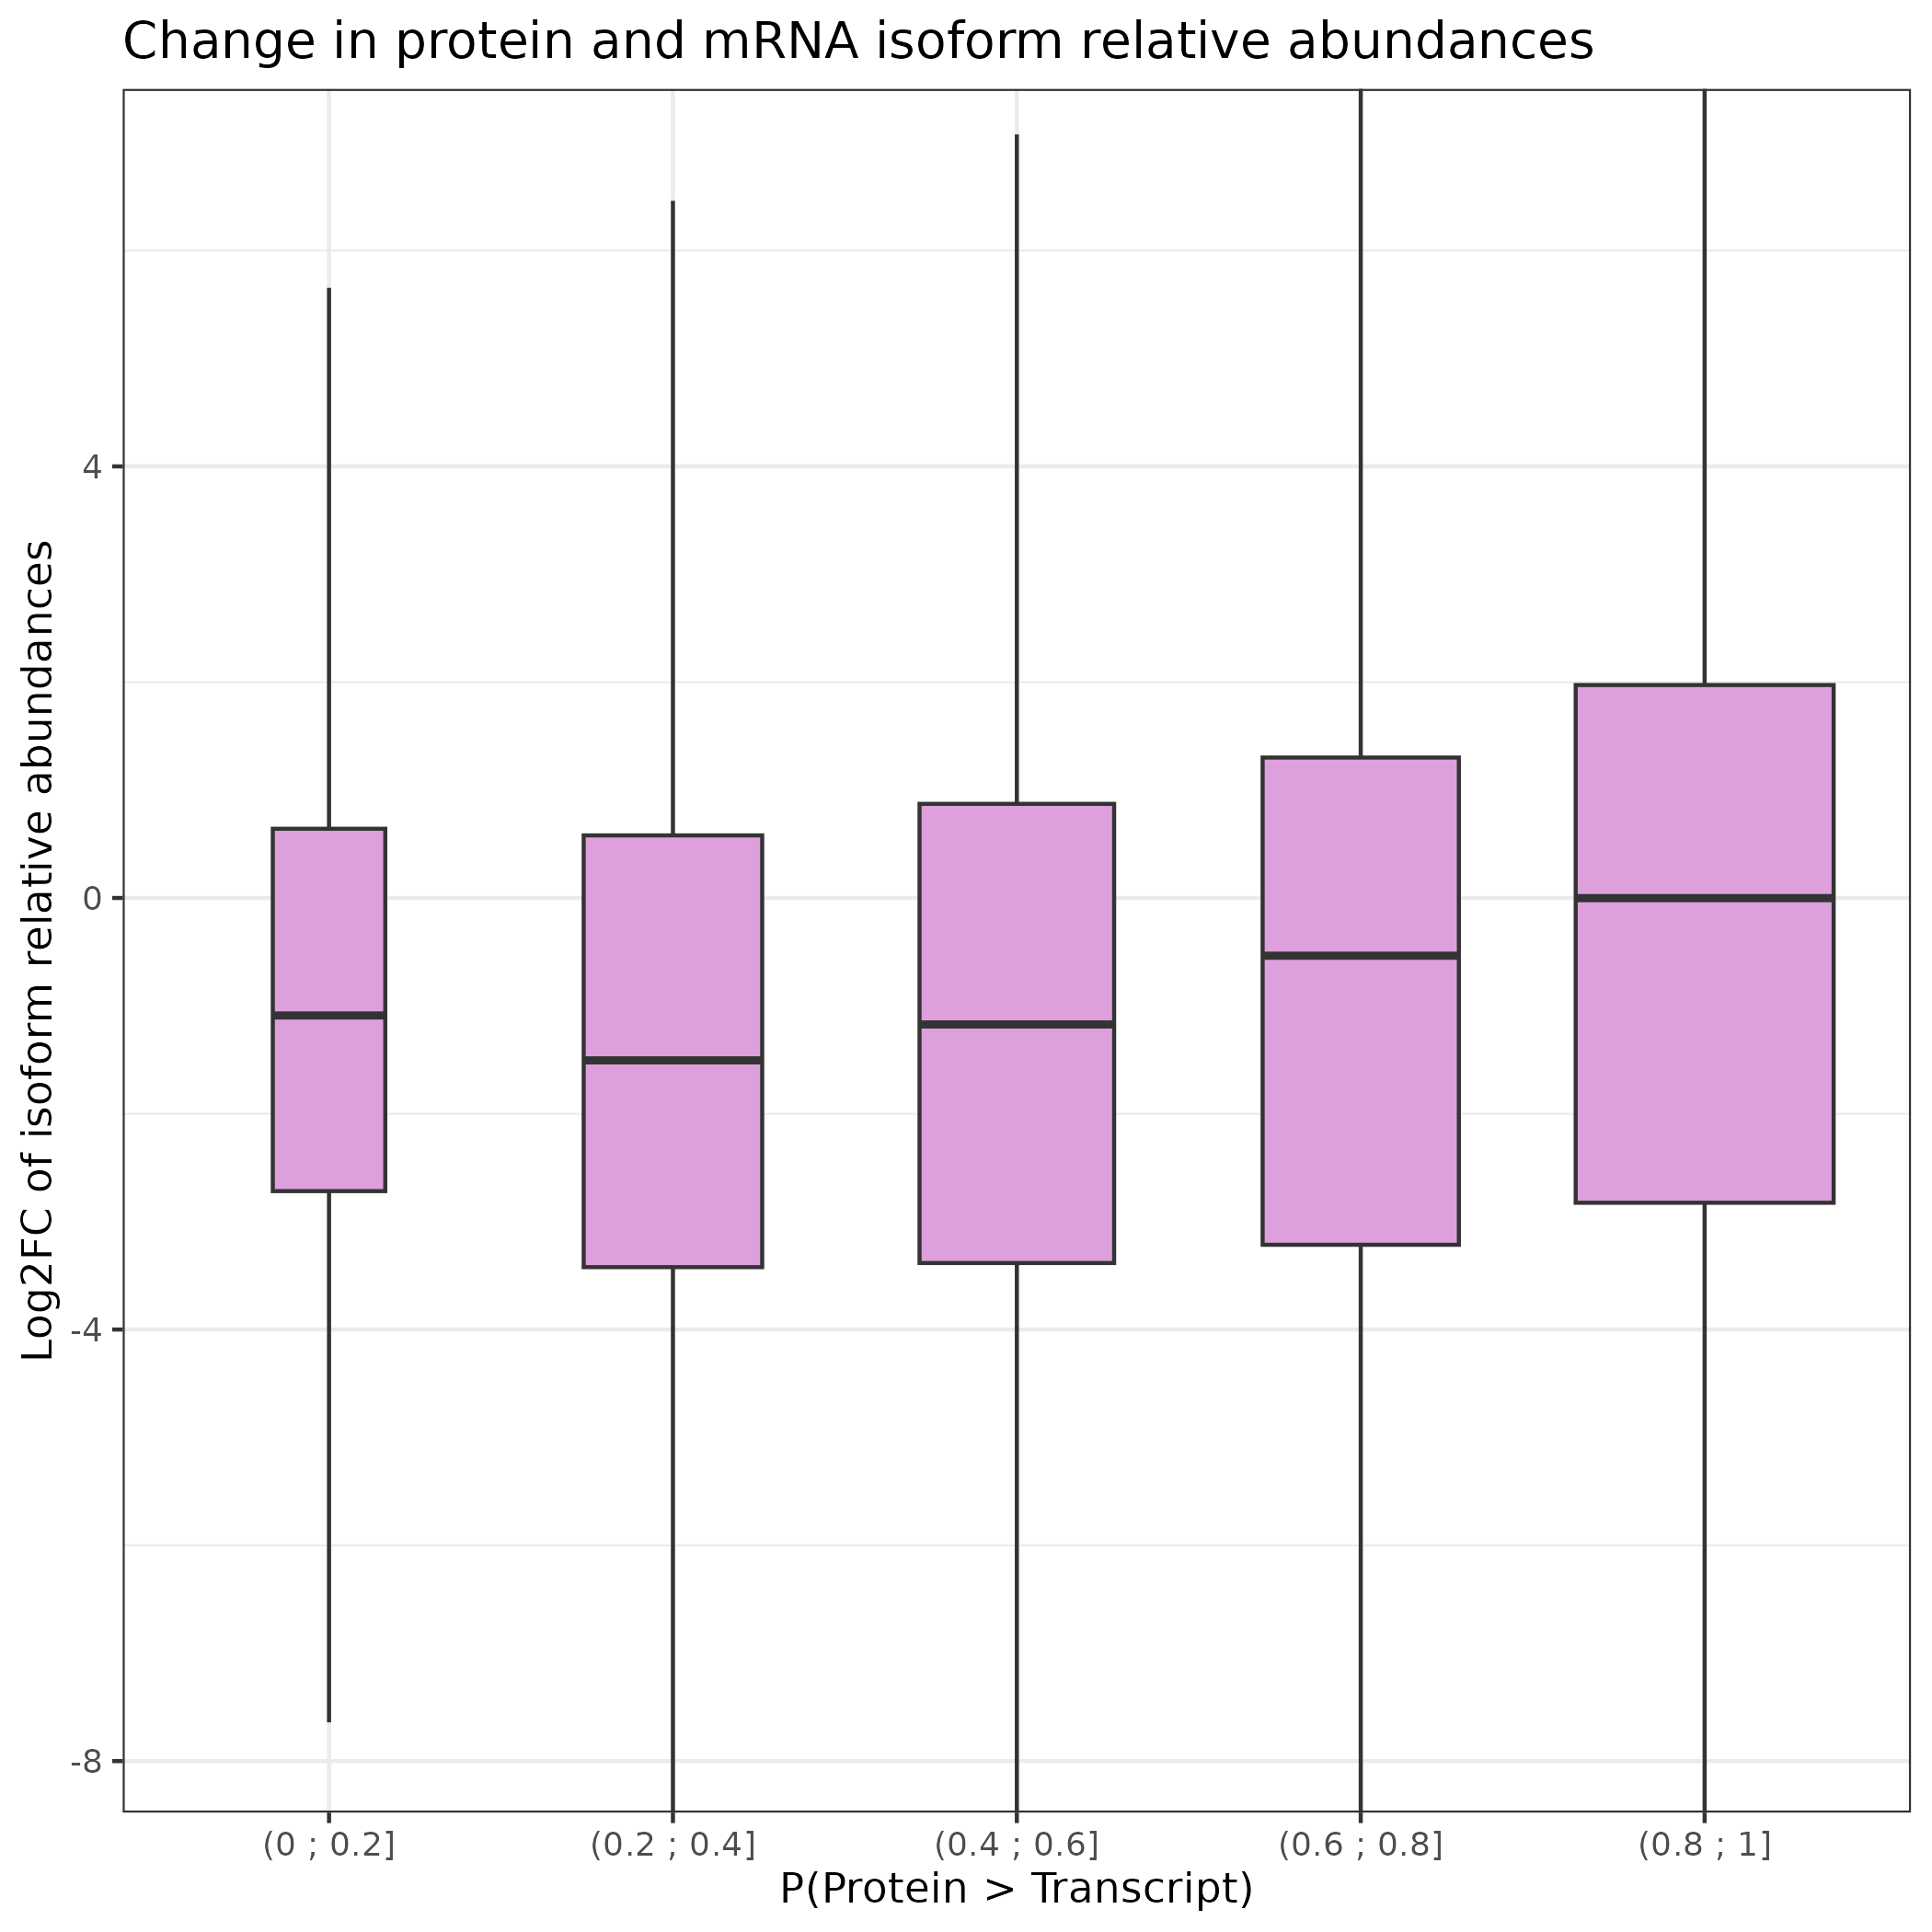 Change in protein and mRNA isoform relative abundances
Log2FC of isoform relative abundances
4
0
-4
-8
(0 ; 0.2]
(0.2 ; 0.4]
(0.4 ; 0.6]
(0.6 ; 0.8]
(0.8 ; 1]
P(Protein > Transcript)